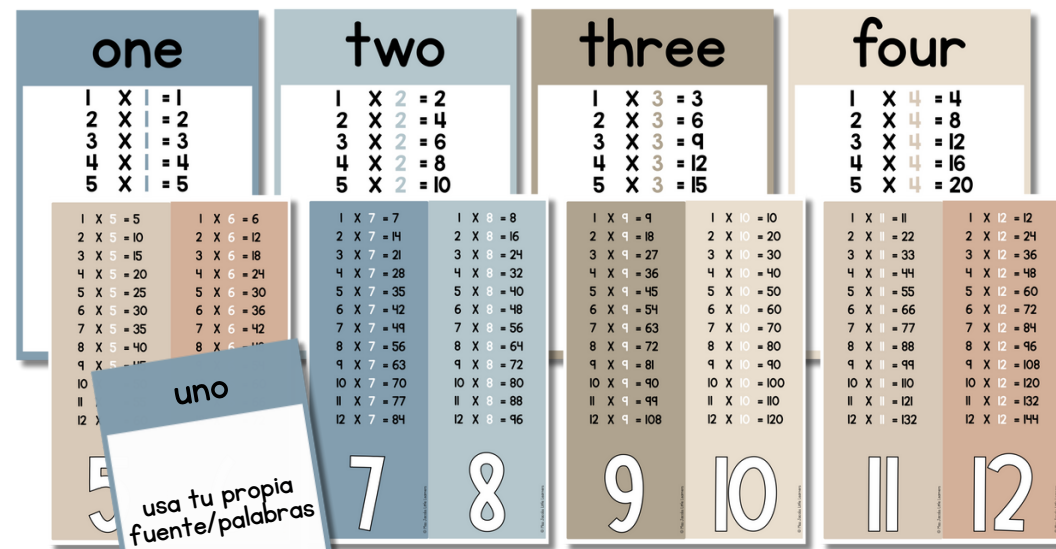 one
1 X 1 = 1
2 X 1 = 2
3 X 1 = 3
4 X 1 = 4
5 X 1 = 5
two
1 X 2 = 2
2 X 2 = 4
3 X 2 = 6
4 X 2 = 8
5 X 2 = 10
three
1 X 3 = 3
2 X 3 = 6
3 X 3 = 9
4 X 3 = 12
5 X 3 = 15
four
1 X 4 = 4
2 X 4 = 8
3 X 4 = 12
4 X 4 = 16
5 X 4 = 20
1 X 5 = 5
2 X 5 = 10
3 X 5 = 15
4 X 5 = 20
5 X 5 = 25
6 X 5 = 30
7 X 5 = 35
8 X 5 = 40
9 X 5 = 45
10
11
12 X
5
1 X 6 = 6
2 X 6 = 12
3 X 6 = 18
4 X 6 = 24
5 X 6 = 30
6 X 6 = 36
7 X 6 = 42
8 X 6 =
uno
usa tu propia
fuente/palabras
1 X 7 = 7
2 X 7 = 14
3 X 7 = 21
4 X 7 = 28
5 X 7 = 35
6 X 7 = 42
7 X 7 = 49
8 X 7 = 56
9 X 7 = 63
10 X 7 = 70
11 X 7 = 77
12 X 7 = 84
7
1 X 8 = 8
2 X 8 = 16
3 X 8 = 24
4 X 8 = 32
5 X 8 = 40
6 X 8 = 48
7 X 8 = 56
8 X 8 = 64
9 X 8 = 72
10 X 8 = 80
11 X 8 = 88
12 X 8 = 96
8
1 X 9 = 9
2 X 9 = 18
3 X 9 = 27
4 X 9 = 36
5 X 9 = 45
6 X 9 = 54
7 X 9 = 63
8 X 9 = 72
9 X 9 = 81
10 X 9 = 90
11 X 9 = 99
12 X 9 = 108
9
1 X 10 = 10
2 X 10 = 20
3 X 10 = 30
4 X 10 = 40
5 X 10 = 50
6 X 10 = 60
7 X 10 = 70
8 X 10 = 80
9 X 10 = 90
10 X 10 = 100
11 X 10 = 110
12 X 10 = 120
10
1 X 11 = 11
2 X 11 = 22
3 X 11 = 33
4 X 11 = 44
5 X 11 = 55
6 X 11 = 66
7 X 11 = 77
8 X 11 = 88
9 X 11 = 99
10 X 11 = 110
11 X 11 = 121
12 X 11 = 132
11
1 X 12 = 12
2 X 12 = 24
3 X 12 = 36
4 X 12 = 48
5 X 12 = 60
6 X 12 = 72
7 X 12 = 84
8 X 12 = 96
9 X 12 = 108
10 X 12 = 120
11 X 12 = 132
12 X 12 = 144
12